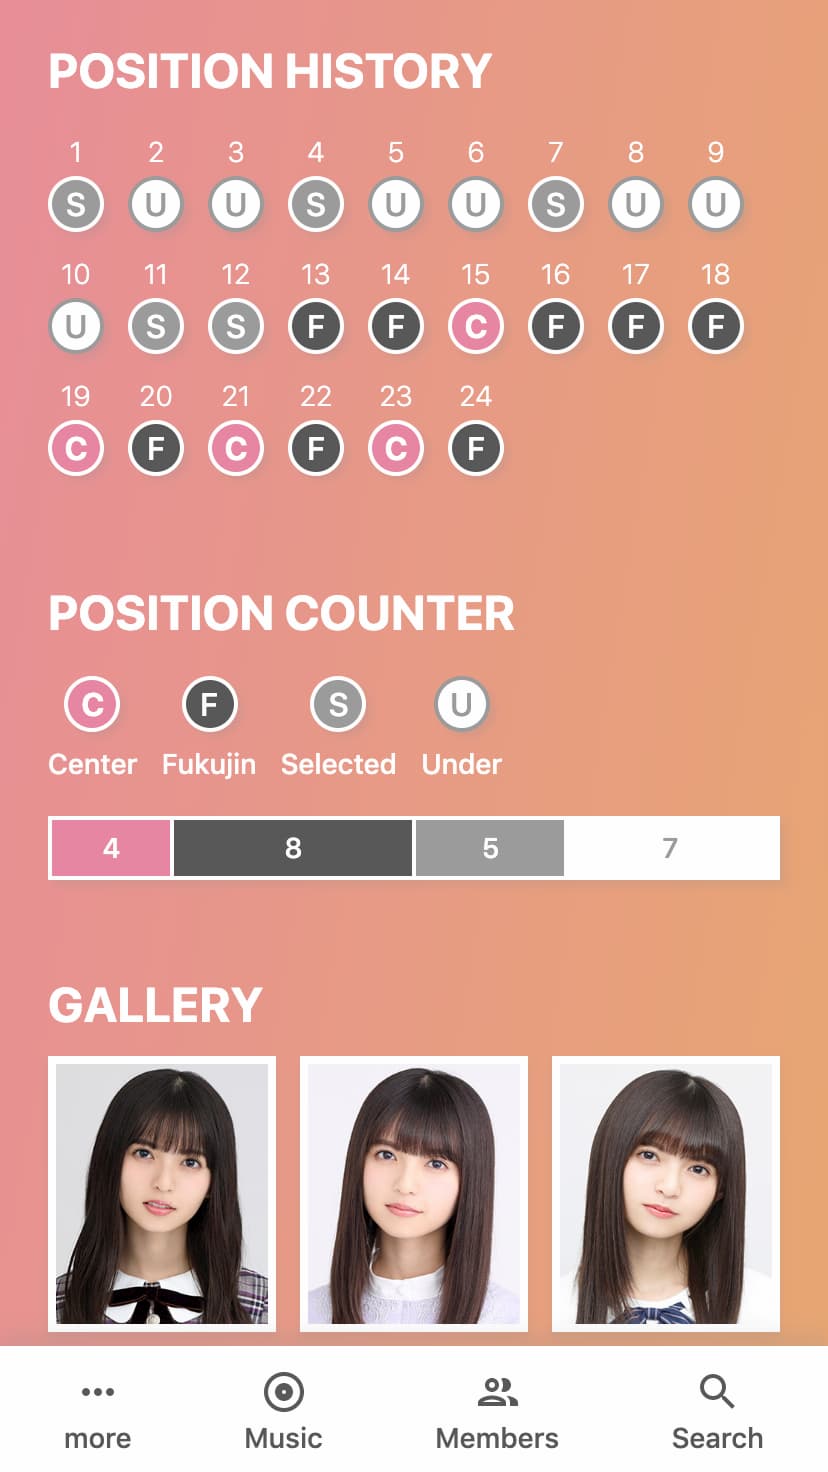 POSITION HISTORY
1 2 3 4 5 6 7 8 9
S U U S U U S U U
10 11 12 13 14 15 16 17 18
U S S F F C F F F
19 20 21 22 23 24
C F C F C F
POSITION COUNTER
C F S U
Center Fukujin Selected Under
4 8 5 7
GALLERY
more Music Members Search